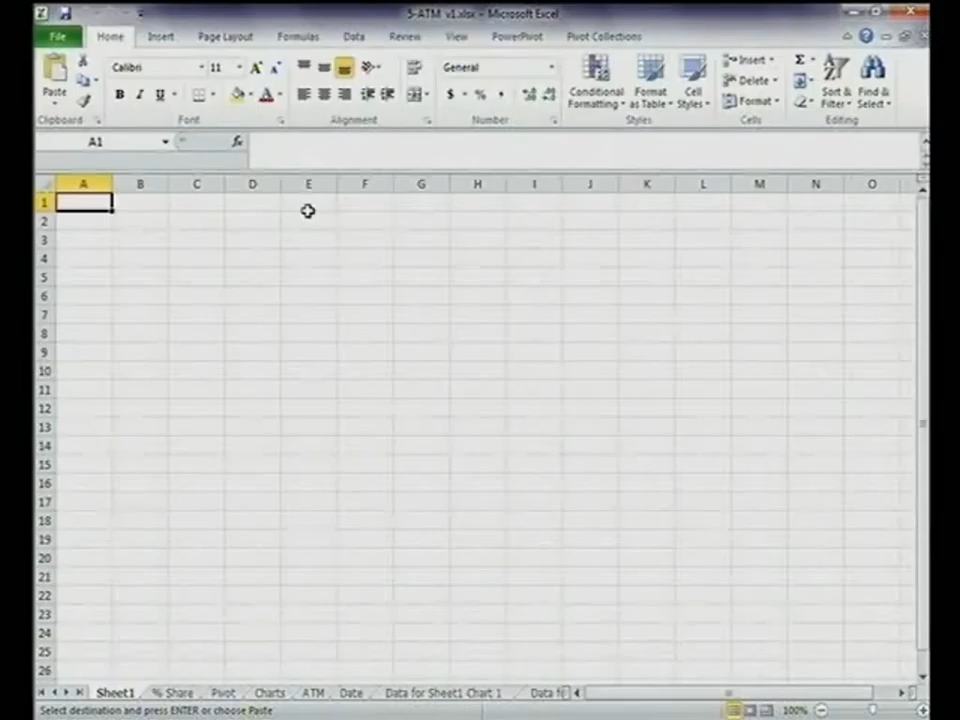 5-ATM v1.xlsx - Microsoft Excel
File Home Insert Page Layout Formulas Data Review View PowerPivot Pivot Collections
Calibri 11 General Insert Σ
Paste B I U $ % , Conditional Formatting Format as Table Cell Styles Delete Format Sort & Filter Find & Select
Clipboard Font Alignment Number Styles Cells Editing
A1 fx
A B C D E F G H I J K L M N O
1
2
3
4
5
6
7
8
9
10
11
12
13
14
15
16
17
18
19
20
21
22
23
24
25
26
Sheet1 % Share Pivot Charts ATM Date Data for Sheet1 Chart 1 Data f
Select destination and press ENTER or choose Paste 100%